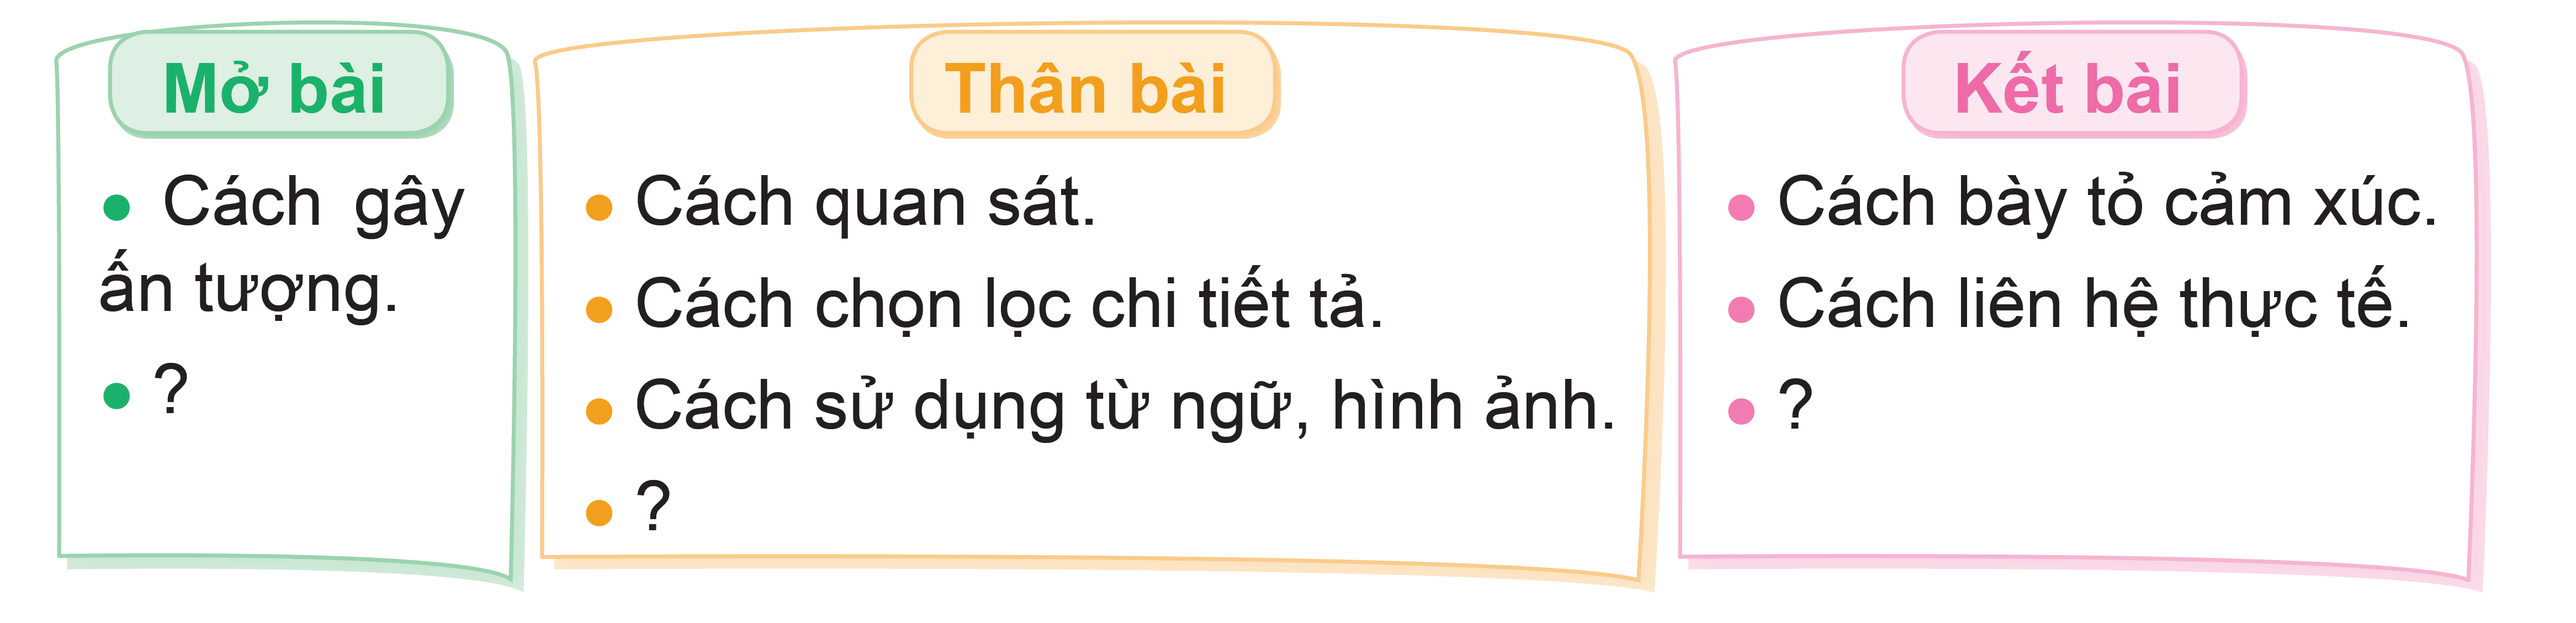 Mở bài
● Cách gây
ấn tượng.
● ?
Thân bài
● Cách quan sát.
● Cách chọn lọc chi tiết tả.
● Cách sử dụng từ ngữ, hình ảnh.
● ?
Kết bài
● Cách bày tỏ cảm xúc.
● Cách liên hệ thực tế.
● ?